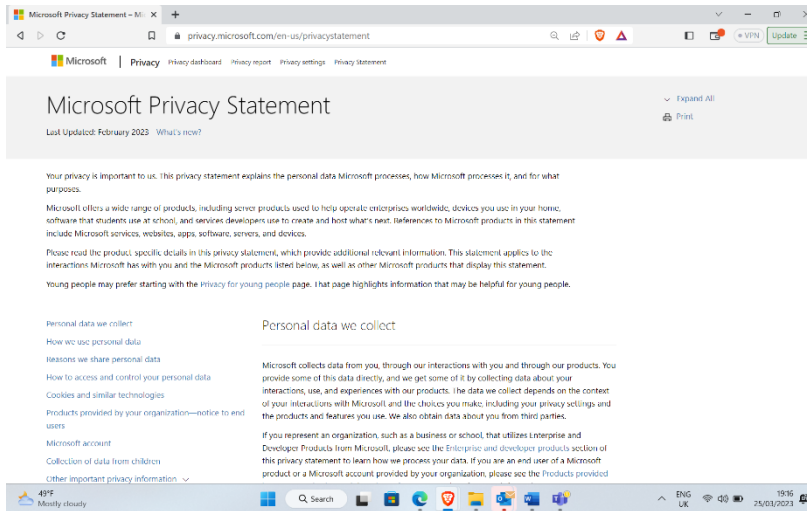 Microsoft Privacy Statement – Mi
privacy.microsoft.com/en-us/privacystatement
VPN
Update
Microsoft
Privacy
Privacy dashboard Privacy report Privacy settings Privacy Statement
Microsoft Privacy Statement
Last Updated: February 2023 What's new?
Expand All
Print
Your privacy is important to us. This privacy statement explains the personal data Microsoft processes, how Microsoft processes it, and for what
purposes.
Microsoft offers a wide range of products, including server products used to help operate enterprises worldwide, devices you use in your home,
software that students use at school, and services developers use to create and host what's next. References to Microsoft products in this statement
include Microsoft services, websites, apps, software, servers, and devices.
Please read the product specific details in this privacy statement, which provide additional relevant information. This statement applies to the
interactions Microsoft has with you and the Microsoft products listed below, as well as other Microsoft products that display this statement.
Young people may prefer starting with the Privacy for young people page. That page highlights information that may be helpful for young people.
Personal data we collect
How we use personal data
Reasons we share personal data
How to access and control your personal data
Cookies and similar technologies
Products provided by your organization—notice to end
users
Microsoft account
Collection of data from children
Other important privacy information
Personal data we collect
Microsoft collects data from you, through our interactions with you and through our products. You
provide some of this data directly, and we get some of it by collecting data about your
interactions, use, and experiences with our products. The data we collect depends on the context
of your interactions with Microsoft and the choices you make, including your privacy settings and
the products and features you use. We also obtain data about you from third parties.
If you represent an organization, such as a business or school, that utilizes Enterprise and
Developer Products from Microsoft, please see the Enterprise and developer products section of
this privacy statement to learn how we process your data. If you are an end user of a Microsoft
product or a Microsoft account provided by your organization, please see the Products provided
49°F
Mostly cloudy
Search
ENG
UK
19:16
25/03/2023